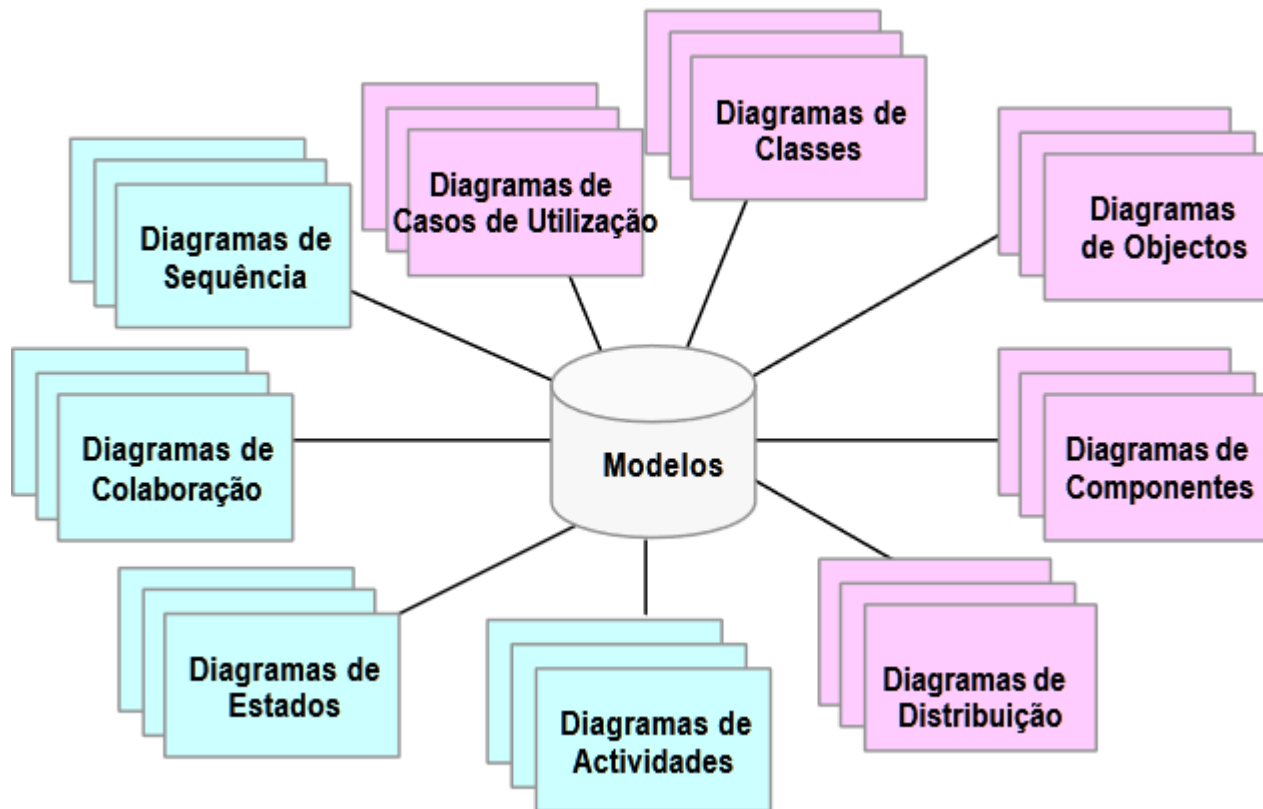 Diagramas de
Classes
Diagramas de
Casos de Utilização
Diagramas
de Objectos
Diagramas de
Sequência
Diagramas de
Colaboração
Modelos
Diagramas de
Componentes
Diagramas de
Estados
Diagramas de
Actividades
Diagramas de
Distribuição